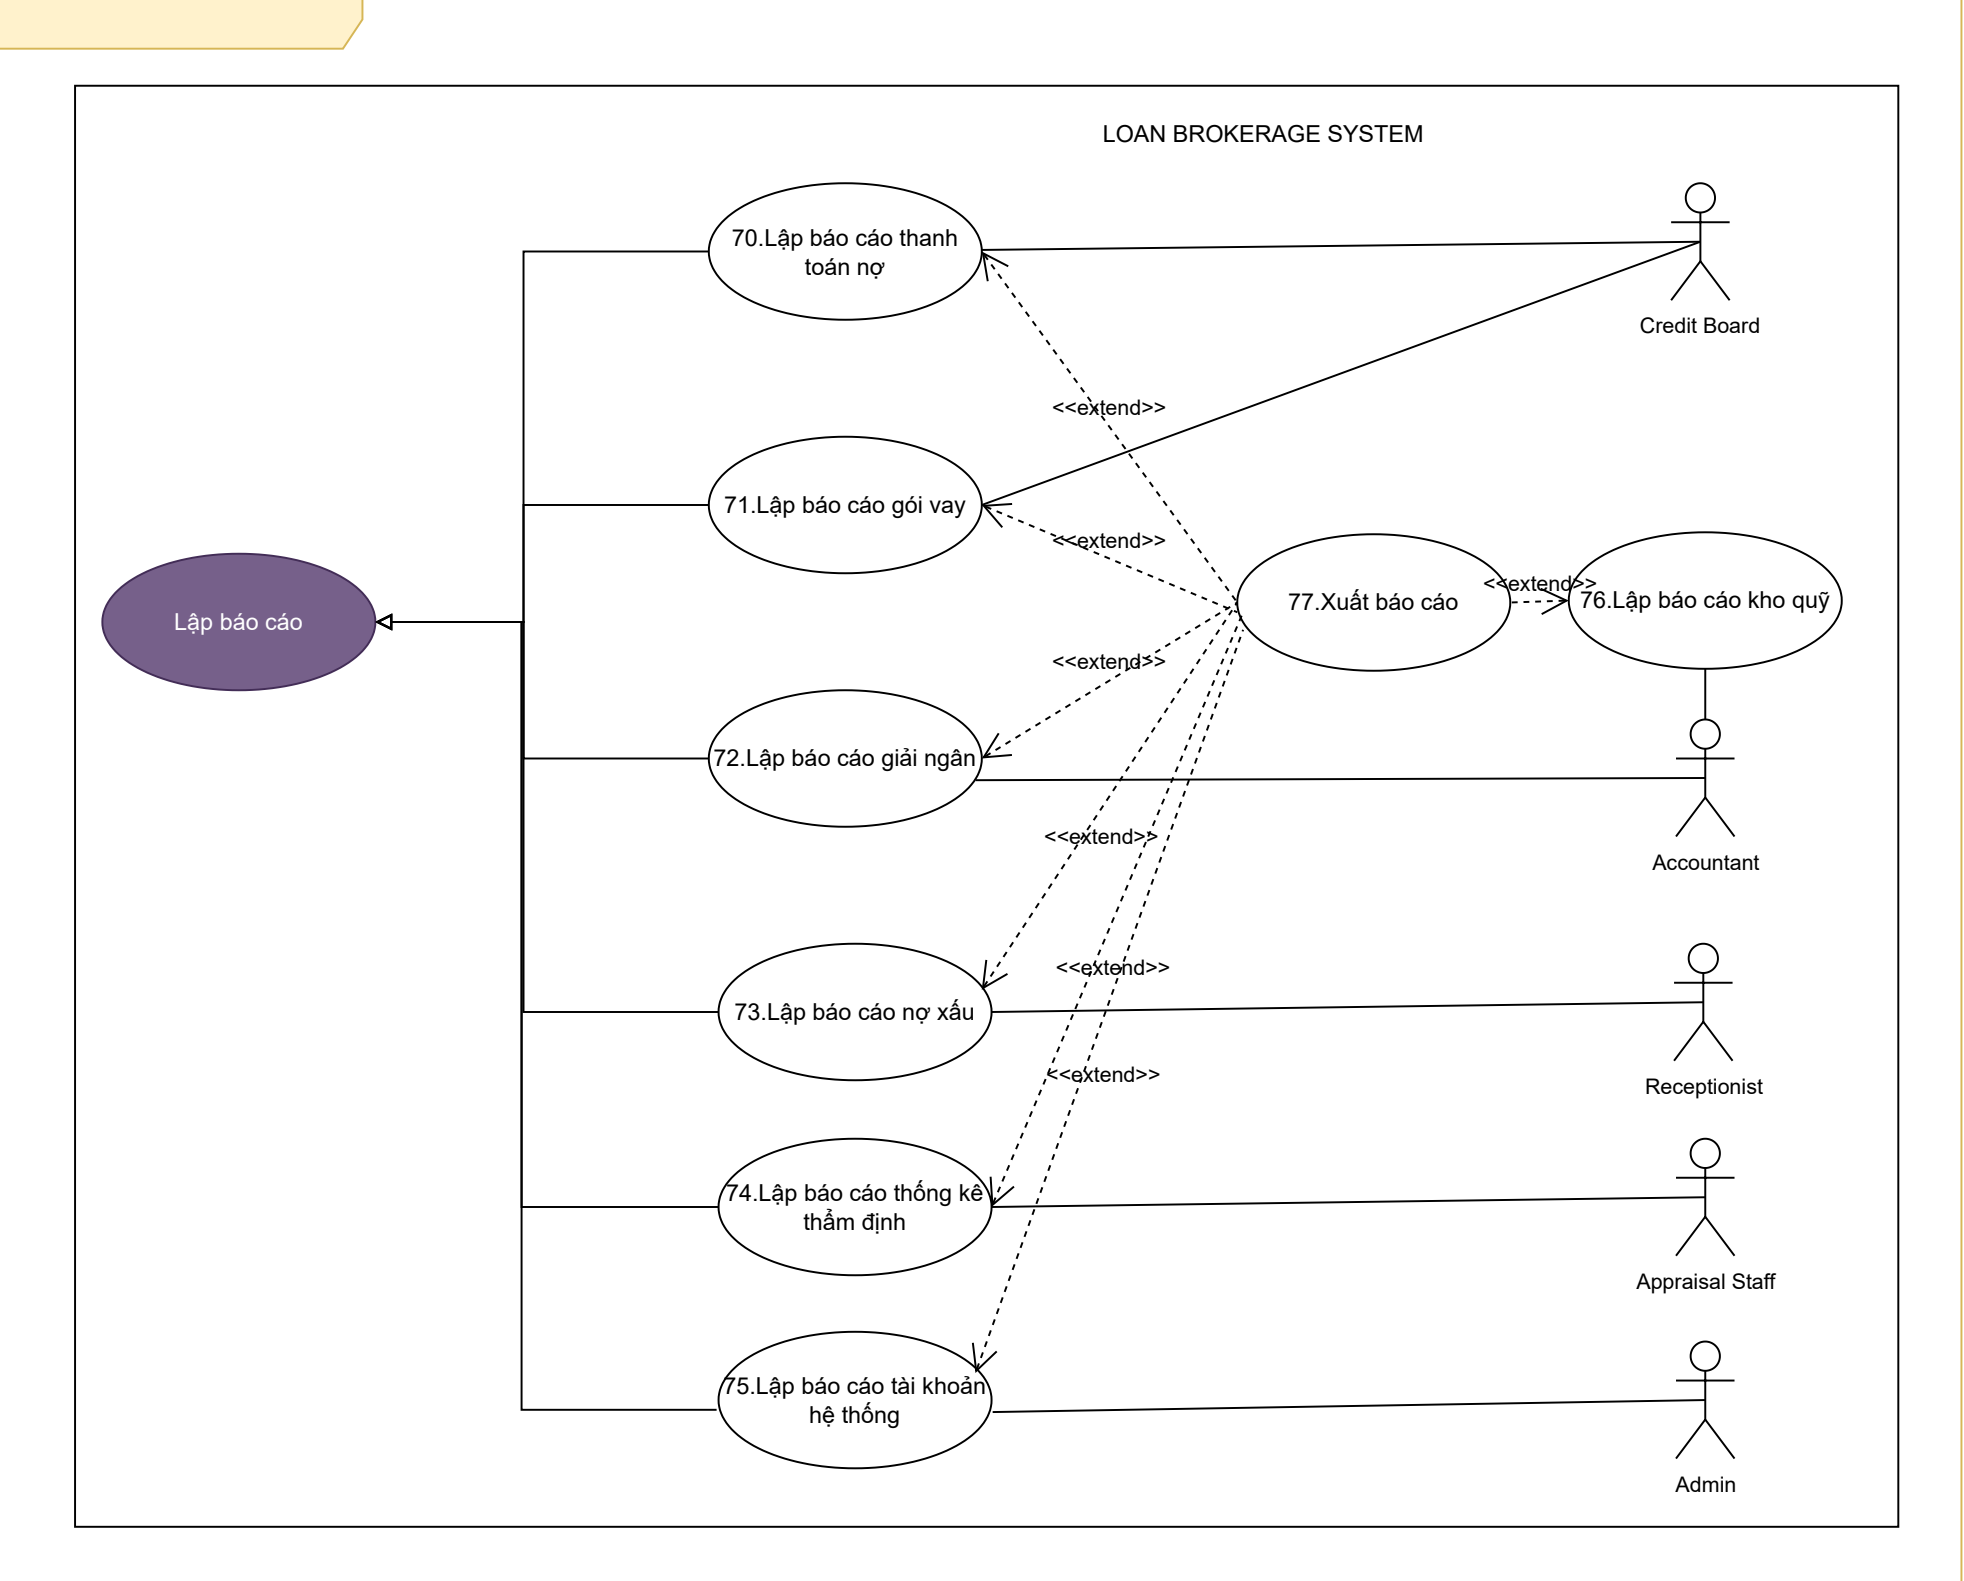 LOAN BROKERAGE SYSTEM
70.Lập báo cáo thanh
toán nợ
Credit Board
<<extend>>
71.Lập báo cáo gói vay
<<extend>>
<<extend>>
77.Xuất báo cáo
76.Lập báo cáo kho quỹ
Lập báo cáo
<<extend>>
72.Lập báo cáo giải ngân
<<extend>>
Accountant
<<extend>>
73.Lập báo cáo nợ xấu
<<extend>>
Receptionist
74.Lập báo cáo thống kê
thẩm định
Appraisal Staff
75.Lập báo cáo tài khoản
hệ thống
Admin